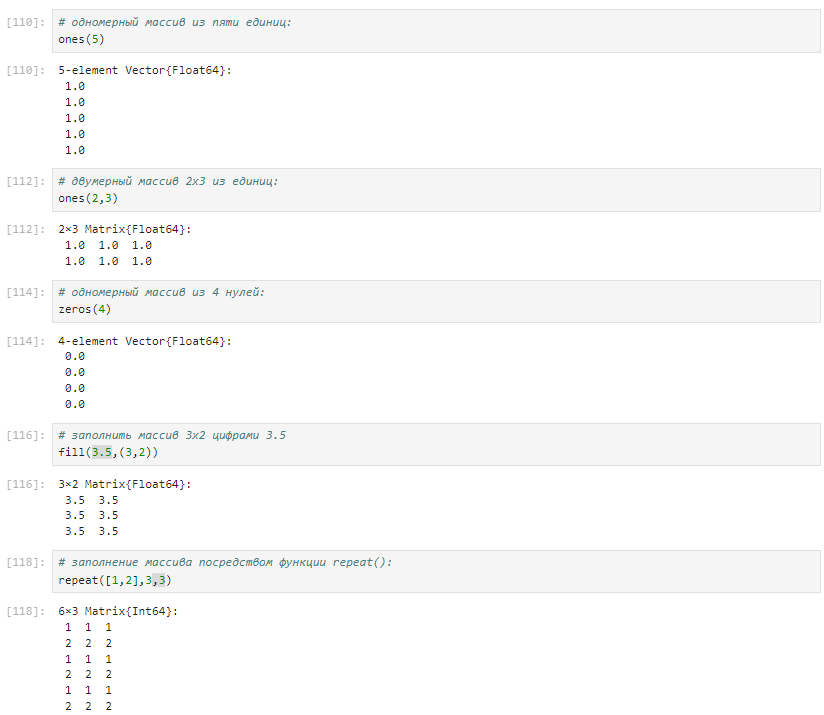 [110]: # одномерный массив из пяти единиц:
ones(5)
[110]: 5-element Vector{Float64}:
1.0
1.0
1.0
1.0
1.0
[112]: # двумерный массив 2x3 из единиц:
ones(2,3)
[112]: 2×3 Matrix{Float64}:
1.0 1.0 1.0
1.0 1.0 1.0
[114]: # одномерный массив из 4 нулей:
zeros(4)
[114]: 4-element Vector{Float64}:
0.0
0.0
0.0
0.0
[116]: # заполнить массив 3x2 цифрами 3.5
fill(3.5,(3,2))
[116]: 3×2 Matrix{Float64}:
3.5 3.5
3.5 3.5
3.5 3.5
[118]: # заполнение массива посредством функции repeat():
repeat([1,2],3,3)
[118]: 6×3 Matrix{Int64}:
1 1 1
2 2 2
1 1 1
2 2 2
1 1 1
2 2 2